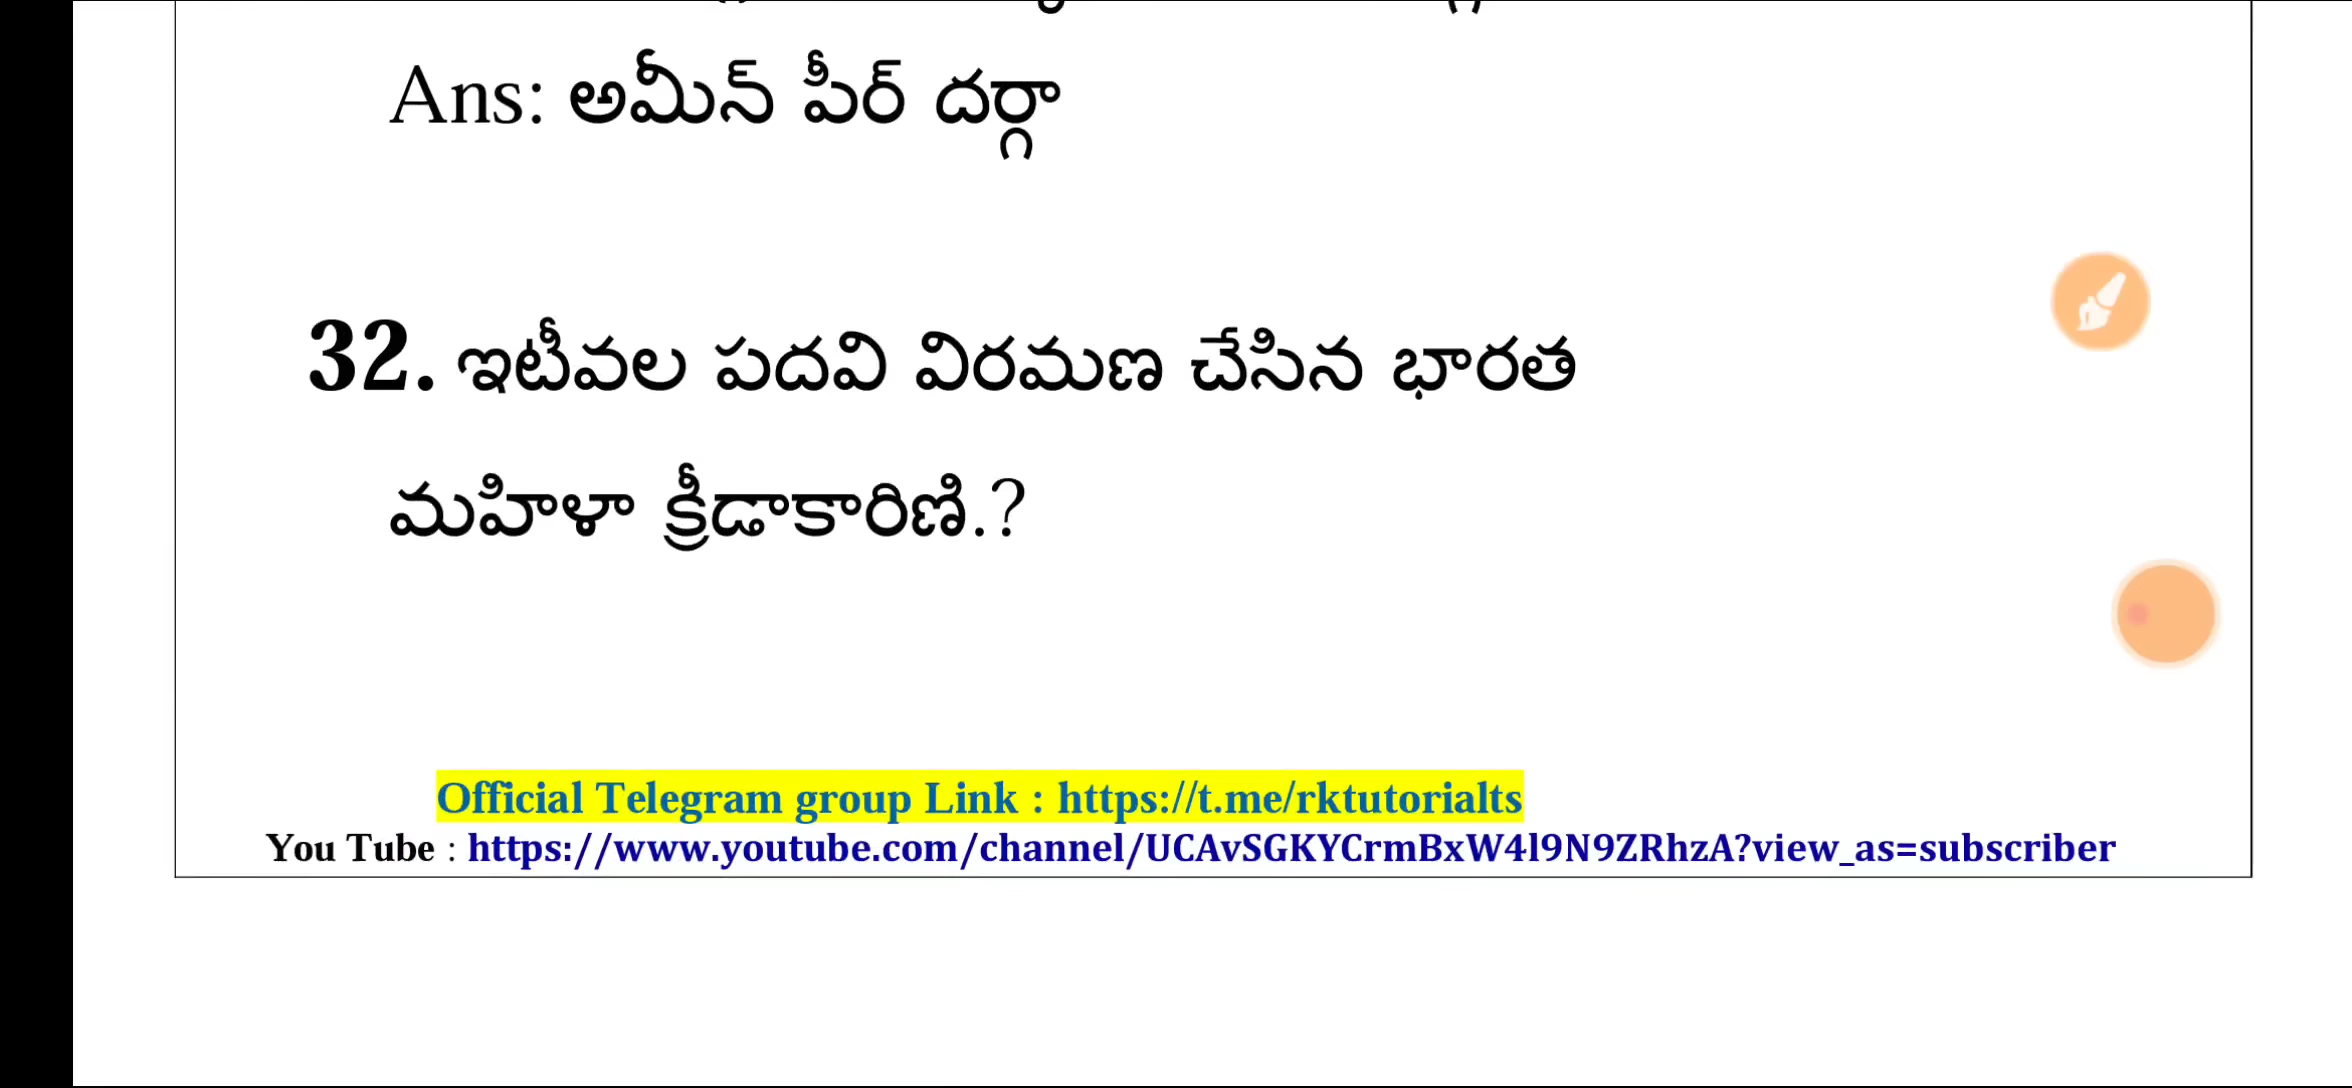 Ans: అమీన్ పీర్ దర్గా
32. ఇటీవల పదవి విరమణ చేసిన భారత
మహిళా క్రీడాకారిణి.?
Official Telegram group Link : https://t.me/rktutorialts
You Tube : https://www.youtube.com/channel/UCAvSGKYCrmBxW4l9N9ZRhzA?view_as=subscriber